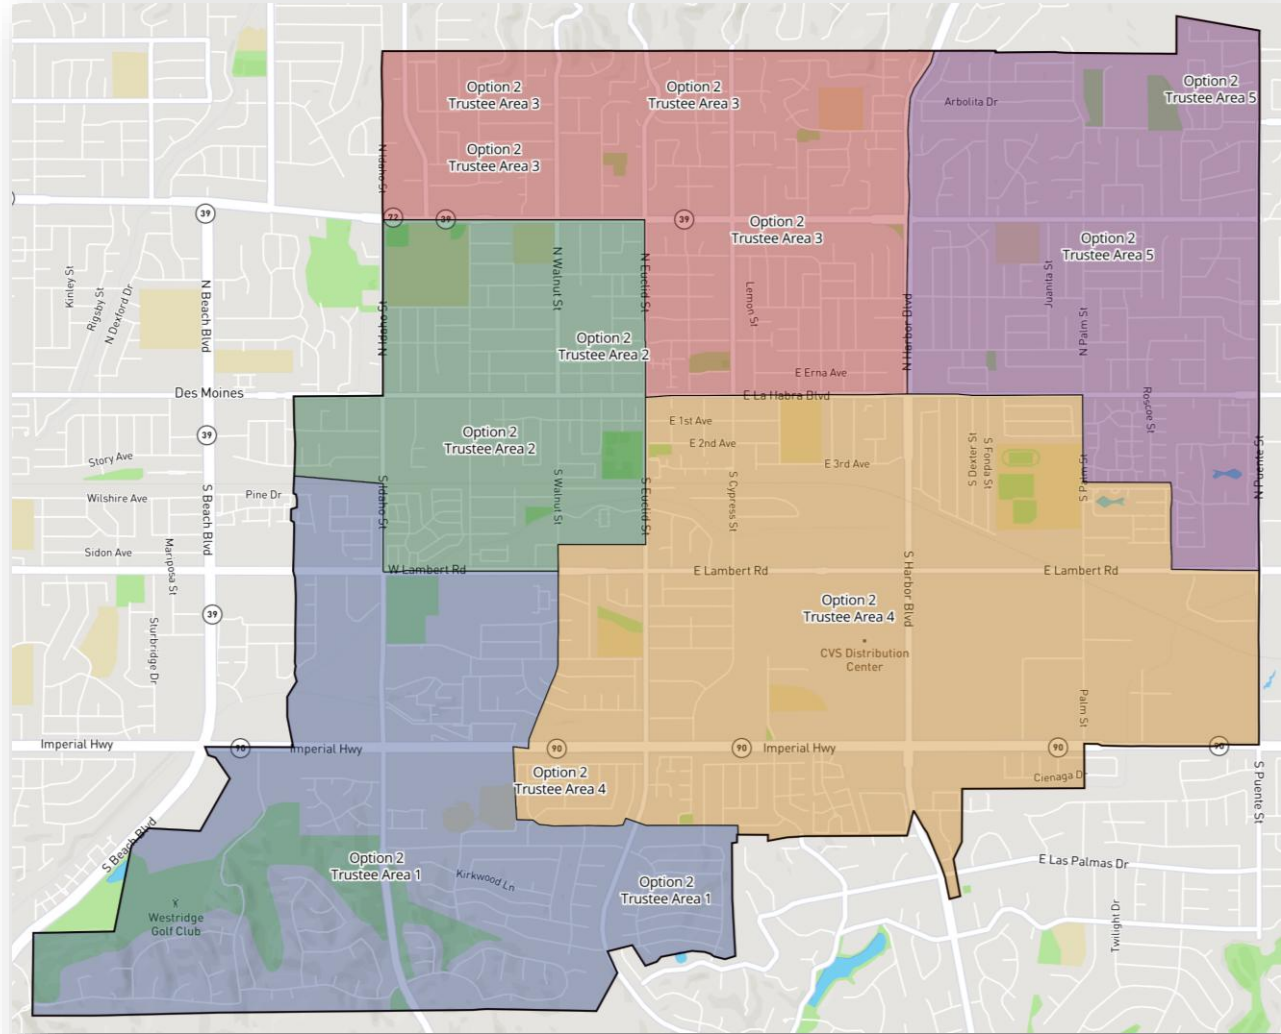 Option 2
Trustee Area 3
Option 2
Trustee Area 3
Option 2
Trustee Area 5
Arbolita Dr
Option 2
Trustee Area 3
N Idaho St
39
72
39
39
Option 2
Trustee Area 3
Option 2
Trustee Area 5
Kinley St
Rigsby St
N Dexford Dr
N Beach Blvd
N Idaho St
N Walnut St
N Euclid St
Lemon St
N Harbor Blvd
Juanita St
N Palm St
Option 2
Trustee Area 2
E Erna Ave
Des Moines
E La Habra Blvd
Roscoe St
39
E 1st Ave
E 2nd Ave
E 3rd Ave
Option 2
Trustee Area 2
Story Ave
Wilshire Ave
Pine Dr
S Beach Blvd
S Idaho St
S Walnut St
S Euclid St
S Cypress St
S Dexter St
S Fonda St
S Palm St
N Puente St
Sidon Ave
Mariposa St
W Lambert Rd
E Lambert Rd
E Lambert Rd
S Harbor Blvd
39
Option 2
Trustee Area 4
Sturbridge Dr
CVS Distribution
Center
Palm St
Imperial Hwy
90
Imperial Hwy
90
90
Imperial Hwy
90
90
Option 2
Trustee Area 4
Cienaga Dr
S Puente St
S Beach Blvd
Option 2
Trustee Area 1
Kirkwood Ln
Option 2
Trustee Area 1
E Las Palmas Dr
Westridge
Golf Club
Twilight Dr